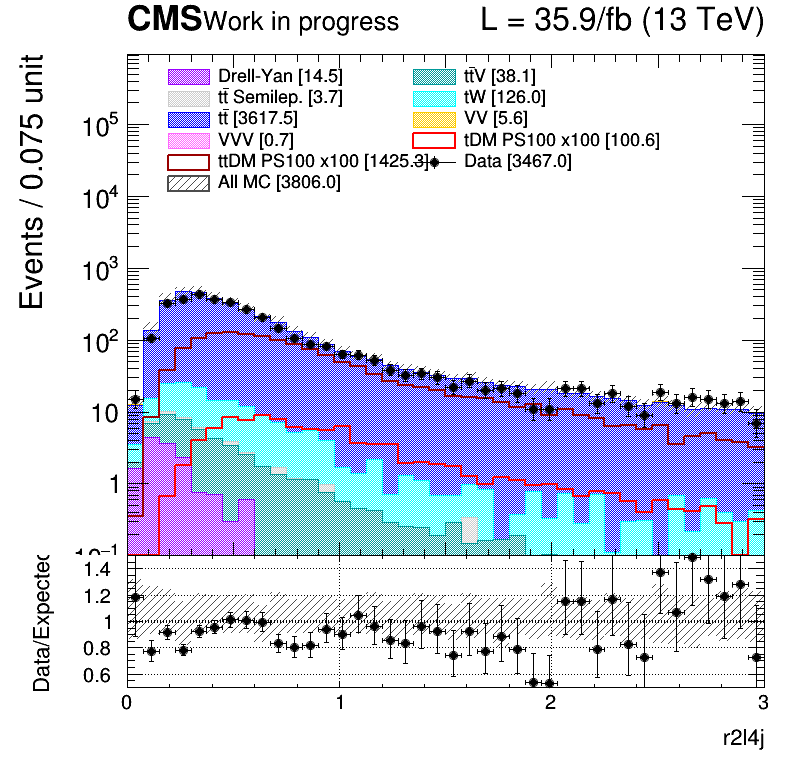 CMS Work in progress L = 35.9/fb (13 TeV)
Drell-Yan [14.5] tt̄V [38.1]
tt̄ Semilep. [3.7] tW [126.0]
tt̄ [3617.5] VV [5.6]
VVV [0.7] tDM PS100 x100 [100.6]
ttDM PS100 x100 [1425.3] Data [3467.0]
All MC [3806.0]
Events / 0.075 unit
10⁵
10⁴
10³
10²
10
1
10⁻¹
Data/Expected
1.4
1.2
1
0.8
0.6
0 1 2 3
r2l4j